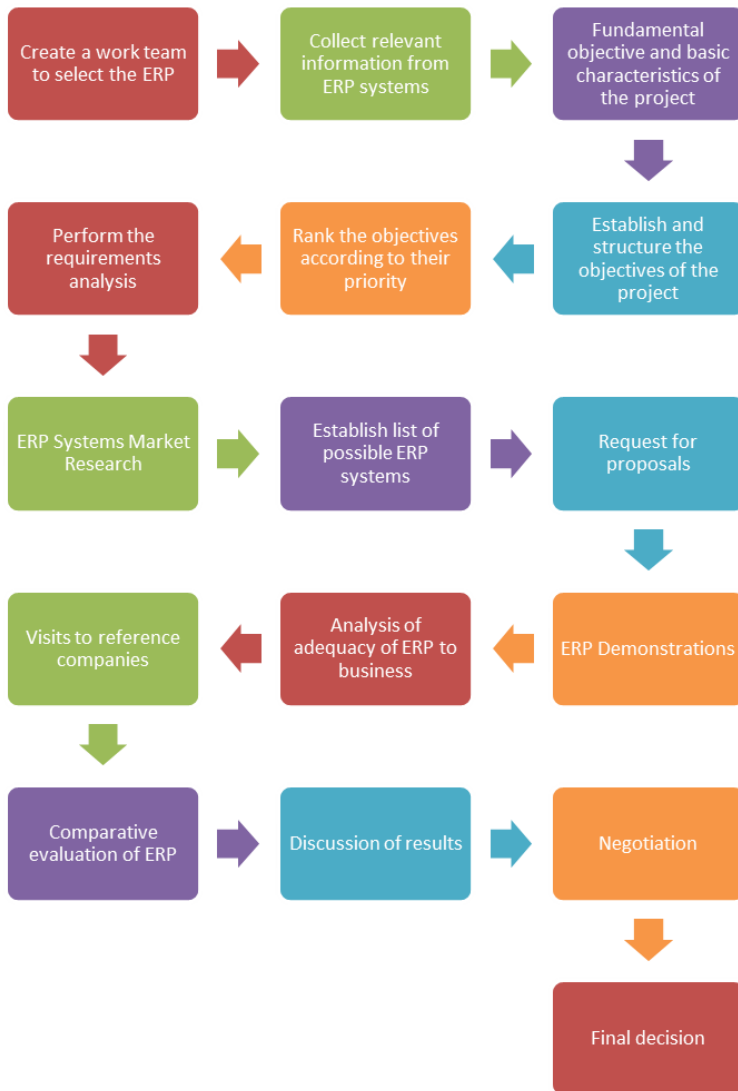 Create a work team
to select the ERP
Collect relevant
information from
ERP systems
Fundamental
objective and basic
characteristics of
the project
Establish and
structure the
objectives of the
project
Rank the objectives
according to their
priority
Perform the
requirements
analysis
ERP Systems Market
Research
Establish list of
possible ERP
systems
Request for
proposals
ERP Demonstrations
Analysis of
adequacy of ERP to
business
Visits to reference
companies
Comparative
evaluation of ERP
Discussion of results
Negotiation
Final decision